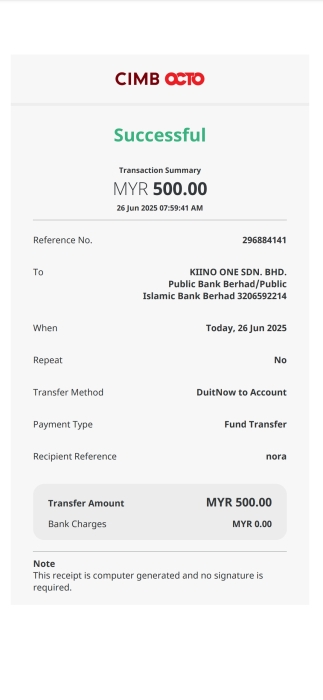 CIMB OCTO
Successful
Transaction Summary
MYR 500.00
26 Jun 2025 07:59:41 AM
Reference No. 296884141
To KIINO ONE SDN. BHD.
Public Bank Berhad/Public
Islamic Bank Berhad 3206592214
When Today, 26 Jun 2025
Repeat No
Transfer Method DuitNow to Account
Payment Type Fund Transfer
Recipient Reference nora
Transfer Amount MYR 500.00
Bank Charges MYR 0.00
Note
This receipt is computer generated and no signature is
required.